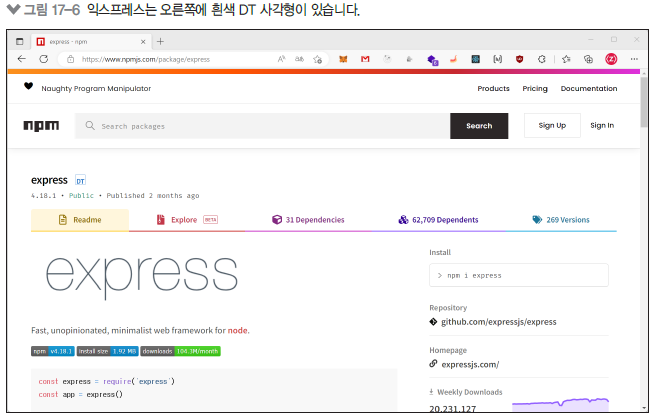 그림 17-6 익스프레스는 오른쪽에 흰색 DT 사각형이 있습니다.
express - npm
https://www.npmjs.com/package/express
Naughty Program Manipulator
Products Pricing Documentation
npm
Search packages
Search
Sign Up
Sign In
express DT
4.18.1 • Public • Published 2 months ago
Readme
Explore BETA
31 Dependencies
62,709 Dependents
269 Versions
express
Fast, unopinionated, minimalist web framework for node.
npm v4.18.1 install size 1.92 MB downloads 104.3M/month
const express = require('express')
const app = express()
Install
> npm i express
Repository
github.com/expressjs/express
Homepage
expressjs.com/
Weekly Downloads
20,231,127